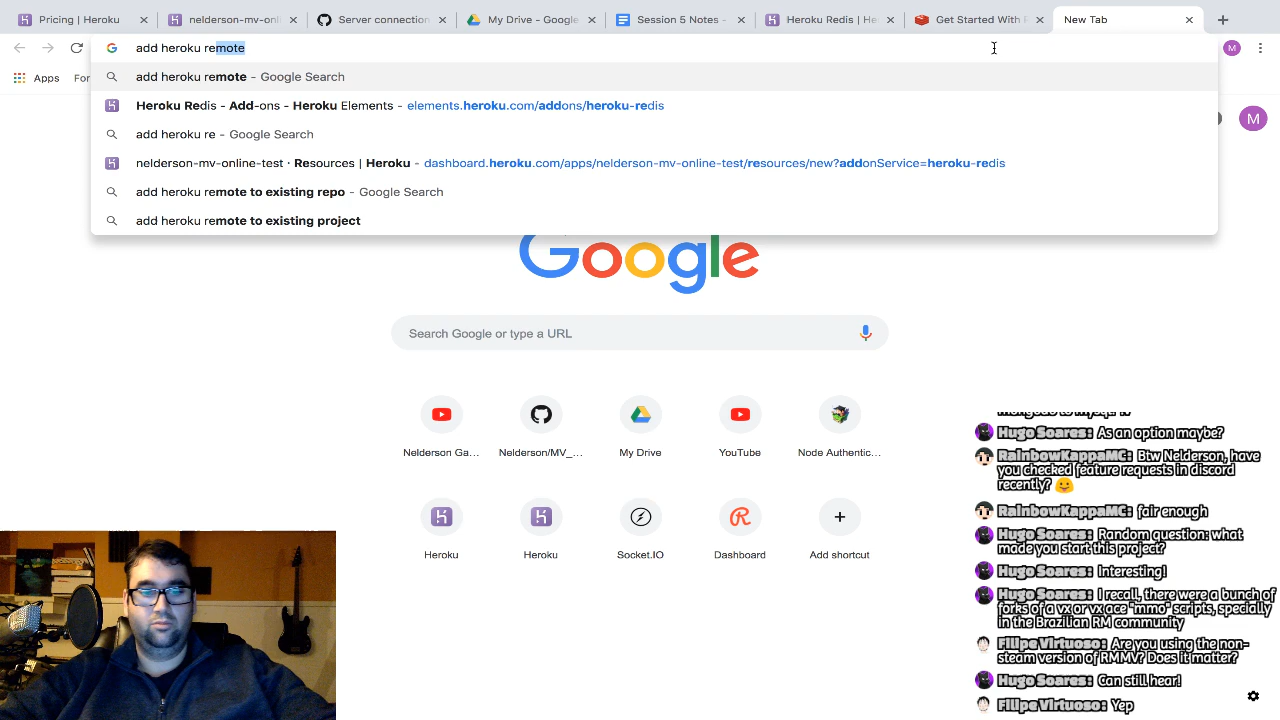 Pricing | Heroku
nelderson-mv-onl
Server connection
My Drive - Google
Session 5 Notes -
Heroku Redis | He
Get Started With
New Tab
add heroku remote
M
Apps
For
add heroku remote - Google Search
Heroku Redis - Add-ons - Heroku Elements - elements.heroku.com/addons/heroku-redis
add heroku re - Google Search
nelderson-mv-online-test · Resources | Heroku - dashboard.heroku.com/apps/nelderson-mv-online-test/resources/new?addonService=heroku-redis
add heroku remote to existing repo - Google Search
add heroku remote to existing project
M
Google
Search Google or type a URL
Nelderson Ga...
Nelderson/MV_...
My Drive
YouTube
Node Authentic...
Heroku
Heroku
Socket.IO
Dashboard
Add shortcut
Hugo Soares: As an option maybe?
RainbowKappaMC: Btw Nelderson, have
you checked feature requests in discord
recently?
RainbowKappaMC: fair enough
Hugo Soares: Random question: what
made you start this project?
Hugo Soares: Interesting!
Hugo Soares: I recall, there were a bunch of
forks of a vx or vx ace "mmo" scripts, specially
in the Brazilian RM community
Filipe Virtuoso: Are you using the non-
steam version of RMMV? Does it matter?
Hugo Soares: Can still hear!
Filipe Virtuoso: Yep